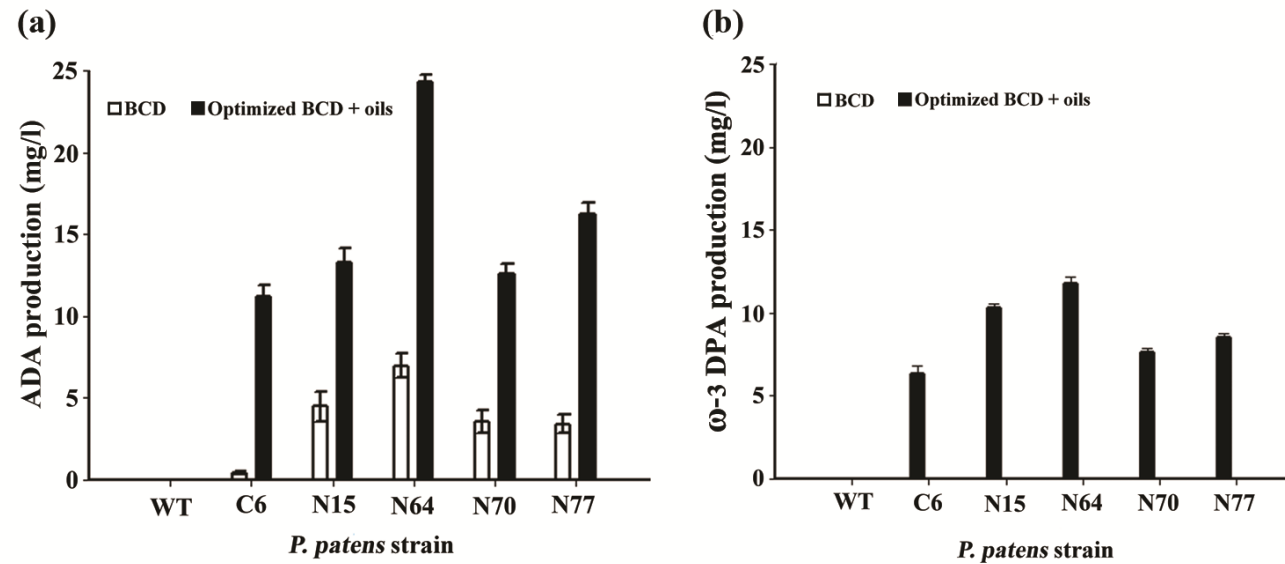 (a)
ADA production (mg/l)
25
20
15
10
5
0
BCD Optimized BCD + oils
WT C6 N15 N64 N70 N77
P. patens strain
(b)
ω-3 DPA production (mg/l)
25
20
15
10
5
0
BCD Optimized BCD + oils
WT C6 N15 N64 N70 N77
P. patens strain